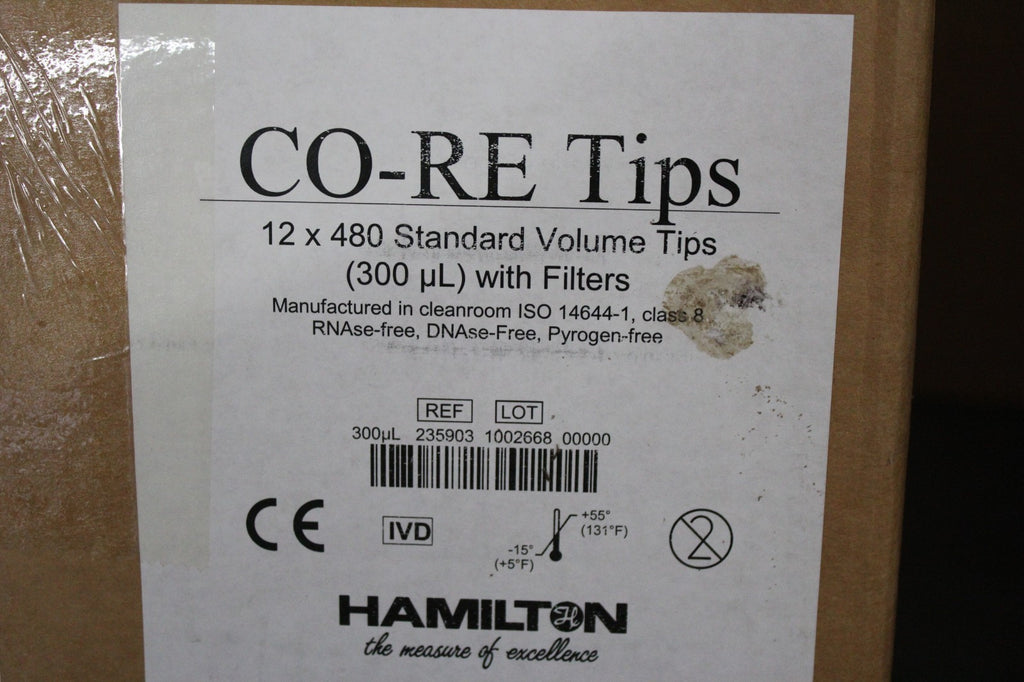 CO-RE Tips
12 x 480 Standard Volume Tips
(300 µL) with Filters
Manufactured in cleanroom ISO 14644-1, class 8
RNAse-free, DNAse-Free, Pyrogen-free
REF LOT
300µL 235903 1002668 00000
CE IVD
+55°
(131°F)
-15°
(+5°F)
2
HAMILTON
the measure of excellence